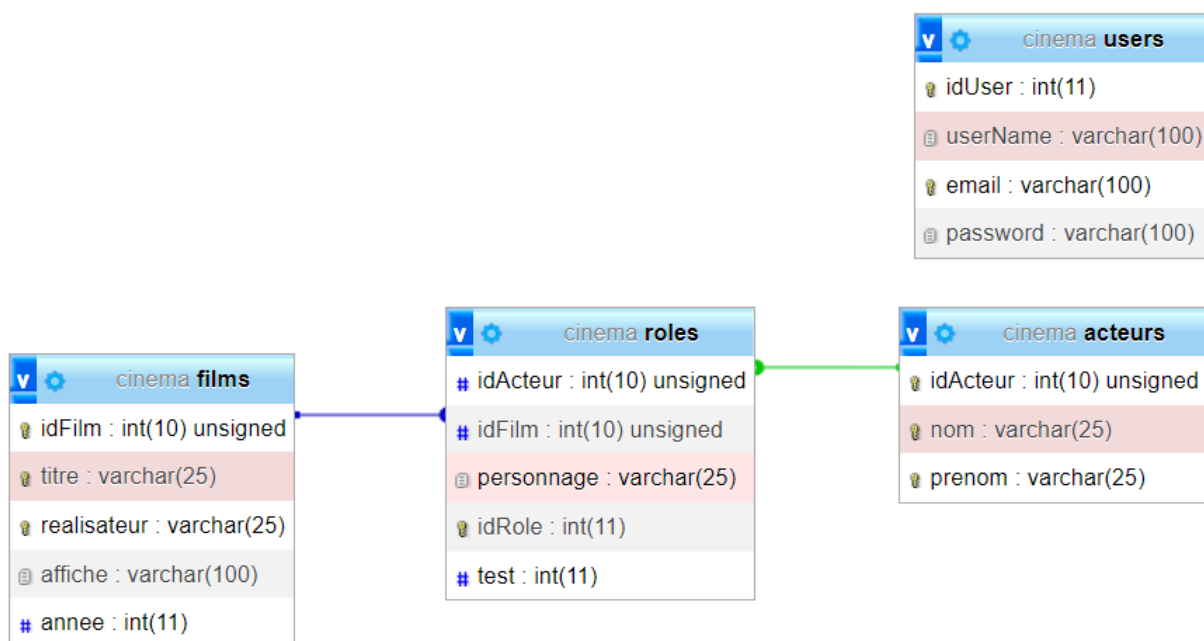 v cinema users
idUser : int(11)
userName : varchar(100)
email : varchar(100)
password : varchar(100)
v cinema films
idFilm : int(10) unsigned
titre : varchar(25)
realisateur : varchar(25)
affiche : varchar(100)
# annee : int(11)
v cinema roles
# idActeur : int(10) unsigned
# idFilm : int(10) unsigned
personnage : varchar(25)
idRole : int(11)
# test : int(11)
v cinema acteurs
idActeur : int(10) unsigned
nom : varchar(25)
prenom : varchar(25)